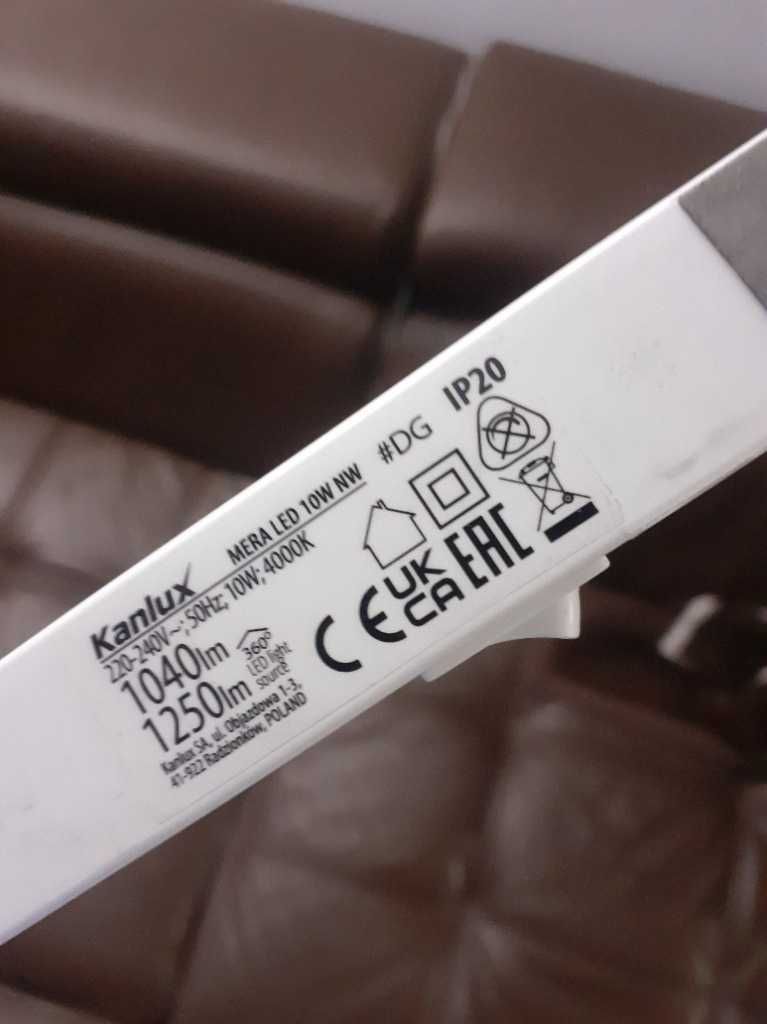 Kanlux
MERA LED 10W NW
#DG
IP20
220-240V~; 50Hz; 10W; 4000K
1040lm
360°
1250lm
LED light
source
Kanlux SA, ul. Objazdowa 1-3,
41-922 Radzionków, POLAND
CE
UK
CA
EAC